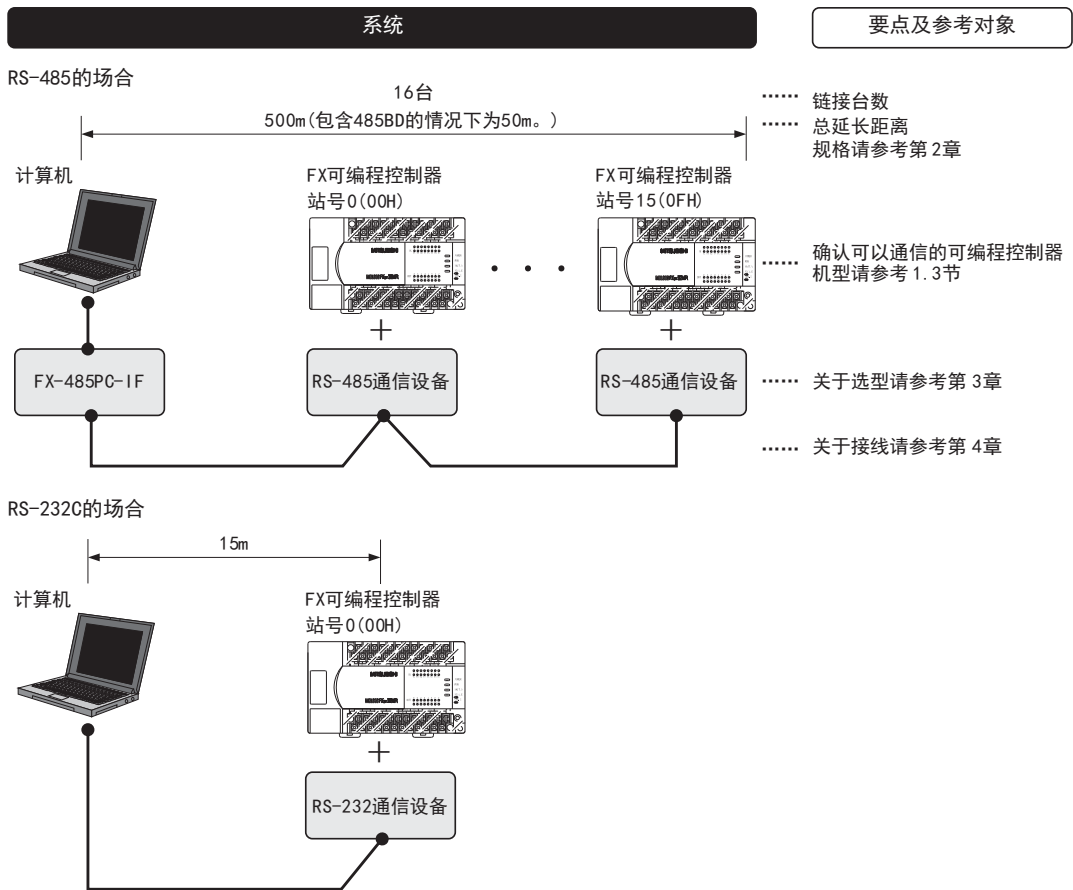 系统
要点及参考对象
RS-485的场合
16台
500m(包含485BD的情况下为50m。)
······ 链接台数
······ 总延长距离
规格请参考第2章
计算机
FX可编程控制器
站号0(00H)
FX可编程控制器
站号15(0FH)
· · ·
······ 确认可以通信的可编程控制器
机型请参考1.3节
+
+
FX-485PC-IF
RS-485通信设备
RS-485通信设备
······ 关于选型请参考第3章
······ 关于接线请参考第4章
RS-232C的场合
15m
计算机
FX可编程控制器
站号0(00H)
+
RS-232通信设备